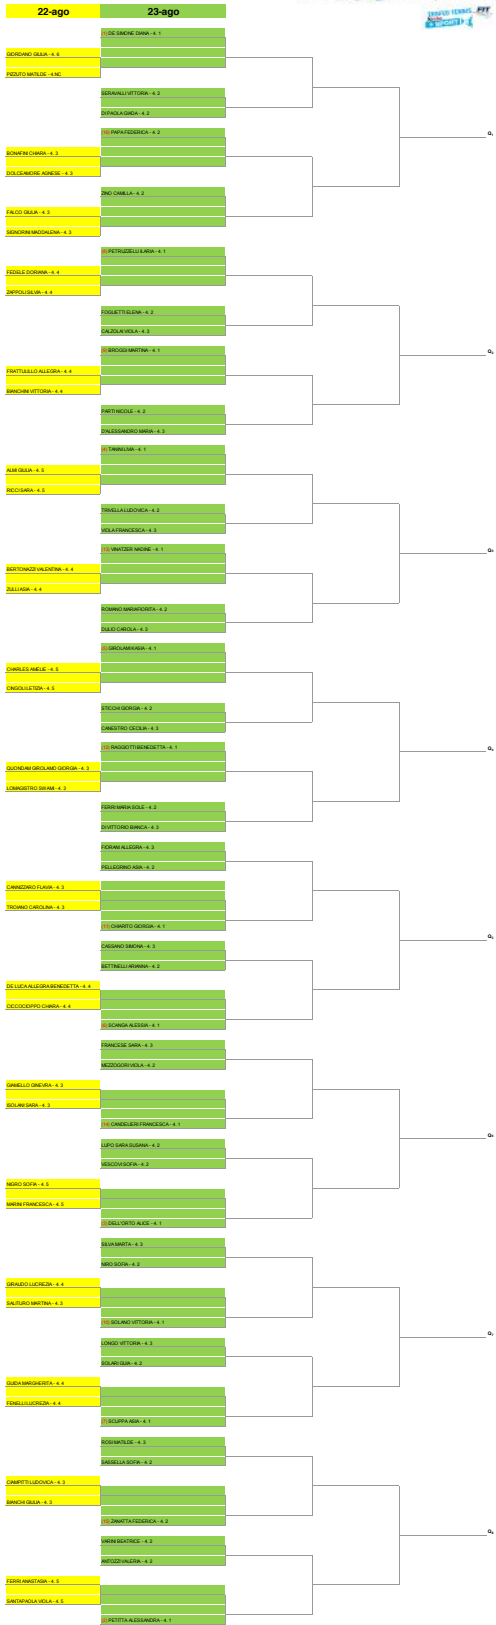 22-ago 23-ago
(1) DE SIMONE DIANA - 4. 1
GIORDANO GIULIA - 4. 6
PIZZUTO MATILDE - 4.NC
SERAVALLI VITTORIA - 4. 2
DI PAOLA GIADA - 4. 2
(16) PAPA FEDERICA - 4. 2
BONAFINI CHIARA - 4. 3
DOLCEAMORE AGNESE - 4. 3
ZINO CAMILLA - 4. 2
FALCO GIULIA - 4. 3
SIGNORINI MADDALENA - 4. 3
PETRUZZELLI ILARIA - 4. 1
FEDELE DORIANA - 4. 4
ZAPPOLI SILVIA - 4. 4
FOGLIETTI ELENA - 4. 2
CALZOLAI VIOLA - 4. 3
BROGGI MARTINA - 4. 1
FRATTULILLO ALLEGRA - 4. 4
BIANCHINI VITTORIA - 4. 4
PARTI NICOLE - 4. 2
D'ALESSANDRO MARIA - 4. 3
(4) TANINI LIVIA - 4. 1
ALMI GIULIA - 4. 5
RICCI SARA - 4. 5
TRIVELLA LUDOVICA - 4. 2
VIOLA FRANCESCA - 4. 3
(13) VINATZER NADINE - 4. 1
BERTONAZZI VALENTINA - 4. 4
ZULLI ASIA - 4. 4
ROMANO MARIAFIORITA - 4. 2
DULIO CAROLA - 4. 3
(5) GIROLAMI KASIA - 4. 1
CHARLES AMELIE - 4. 5
CINGOLI LETIZIA - 4. 5
STICCHI GIORGIA - 4. 2
CANESTRO CECILIA - 4. 3
(12) RAGGIOTTI BENEDETTA - 4. 1
QUONDAM GIROLAMO GIORGIA - 4. 3
LOMAGISTRO SWAMI - 4. 3
FERRI MARIA SOLE - 4. 2
DI VITTORIO BIANCA - 4. 3
FIORANI ALLEGRA - 4. 3
PELLEGRINO ASIA - 4. 2
CANNIZZARO FLAVIA - 4. 3
TROIANO CAROLINA - 4. 3
(11) CHIARITO GIORGIA - 4. 1
CASSANO SIMONA - 4. 3
BETTINELLI ARIANNA - 4. 2
DE LUCA ALLEGRA BENEDETTA - 4. 4
CICCOCIOPPO CHIARA - 4. 4
(6) SCANGA ALESSIA - 4. 1
FRANCESE SARA - 4. 3
MEZZOGORI VIOLA - 4. 2
GIAMELLO GINEVRA - 4. 3
ISOLANI SARA - 4. 3
(14) CANDELIERI FRANCESCA - 4. 1
LUPO SARA SUSANA - 4. 2
VESCOVI SOFIA - 4. 2
NIGRO SOFIA - 4. 5
MARINI FRANCESCA - 4. 5
(3) DELL'ORTO ALICE - 4. 1
SILVA MARTA - 4. 3
NIRO SOFIA - 4. 2
GIRAUDO LUCREZIA - 4. 4
SALITURO MARTINA - 4. 3
(10) SOLANO VITTORIA - 4. 1
LONGO VITTORIA - 4. 3
SOLARI GUIA - 4. 2
GUIDA MARGHERITA - 4. 4
FENELLI LUCREZIA - 4. 4
(7) SCUPPA ASIA - 4. 1
ROSI MATILDE - 4. 3
SASSELLA SOFIA - 4. 2
CIAMPITTI LUDOVICA - 4. 3
BIANCHI GIULIA - 4. 3
(15) ZANATTA FEDERICA - 4. 2
VARINI BEATRICE - 4. 2
ANTOZZI VALERIA - 4. 2
FERRI ANASTASIA - 4. 5
SANTAPAOLA VIOLA - 4. 5
PETITTA ALESSANDRA - 4. 1